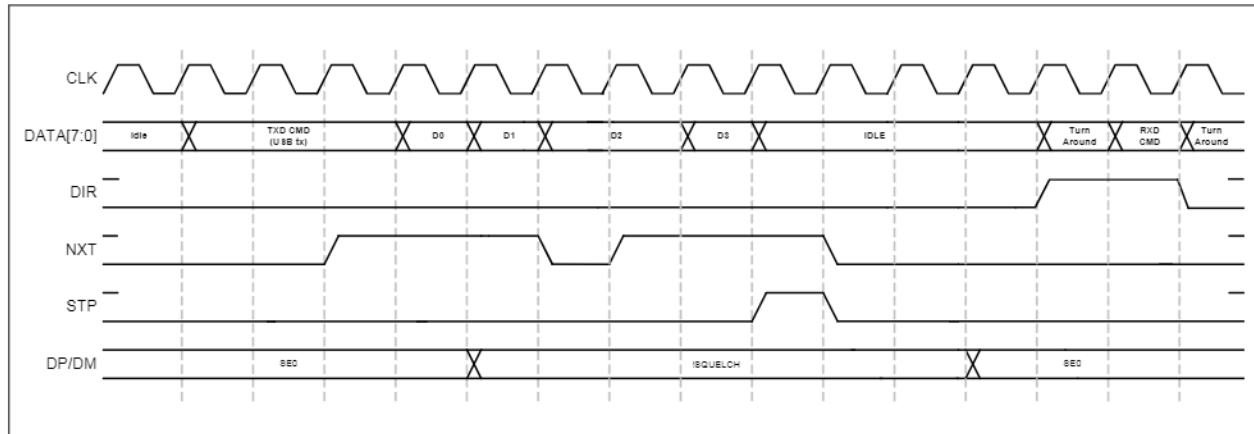 CLK
DATA[7:0]
Idle
TXD CMD
(USB tx)
D0
D1
D2
D3
IDLE
Turn
Around
RXD
CMD
Turn
Around
DIR
NXT
STP
DP/DM
SE0
!SQUELCH
SE0